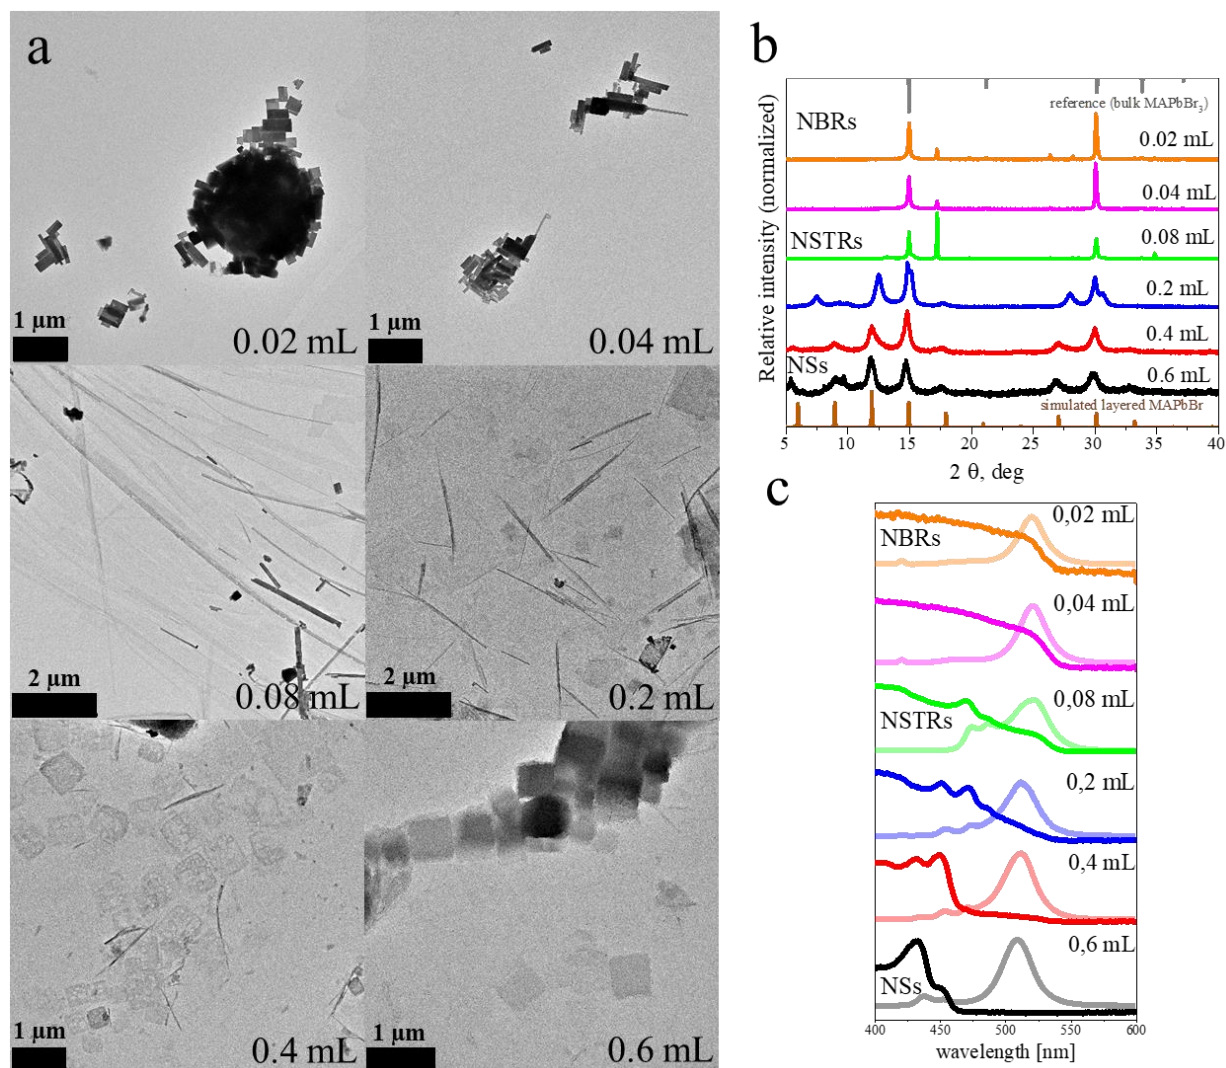 a
1 μm
0.02 mL
1 μm
0.04 mL
2 μm
0.08 mL
2 μm
0.2 mL
1 μm
0.4 mL
1 μm
0.6 mL
b
Relative intensity (normalized)
reference (bulk MAPbBr3)
NBRs
0.02 mL
0.04 mL
NSTRs
0.08 mL
0.2 mL
0.4 mL
NSs
0.6 mL
simulated layered MAPbBr
5 10 15 20 25 30 35 40
2 θ, deg
c
0,02 mL
NBRs
0,04 mL
0,08 mL
NSTRs
0,2 mL
0,4 mL
0,6 mL
NSs
400 450 500 550 600
wavelength [nm]